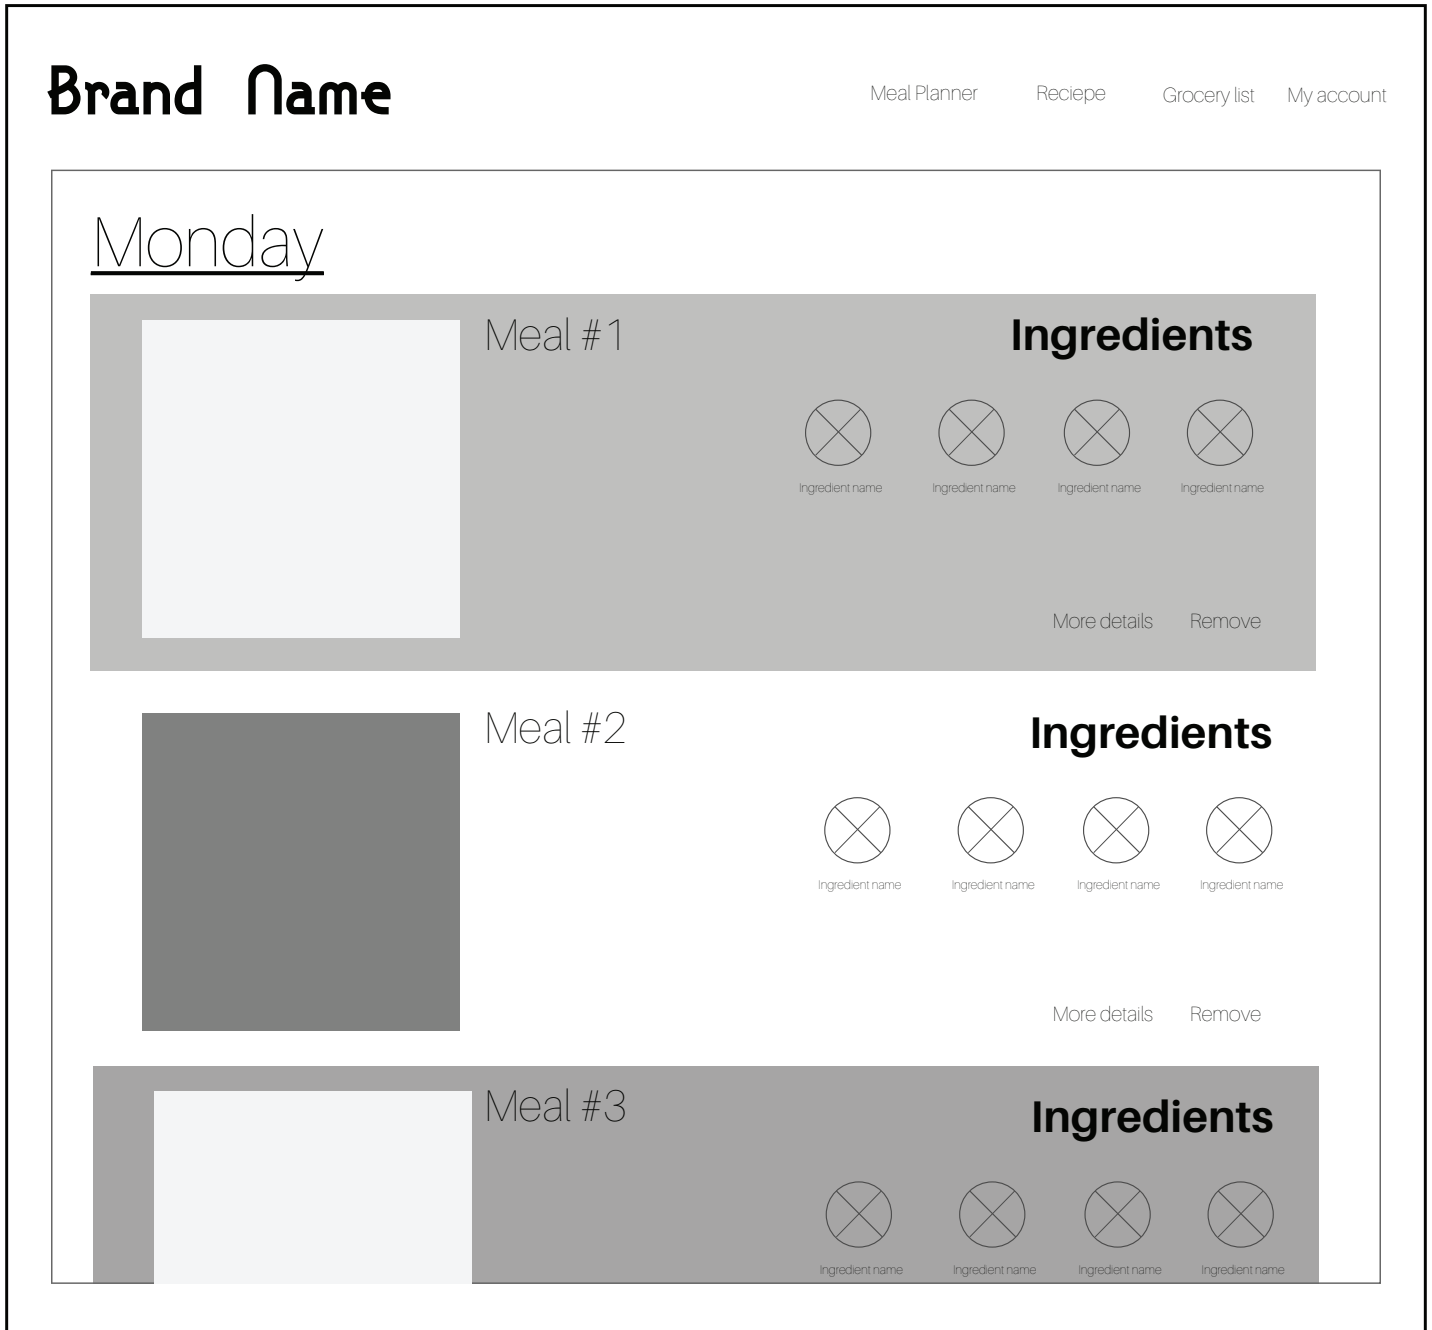 Brand Name
Meal Planner Reciepe Grocery list My account
Monday
Meal #1 Ingredients
Ingredient name Ingredient name Ingredient name Ingredient name
More details Remove
Meal #2 Ingredients
Ingredient name Ingredient name Ingredient name Ingredient name
More details Remove
Meal #3 Ingredients
Ingredient name Ingredient name Ingredient name Ingredient name